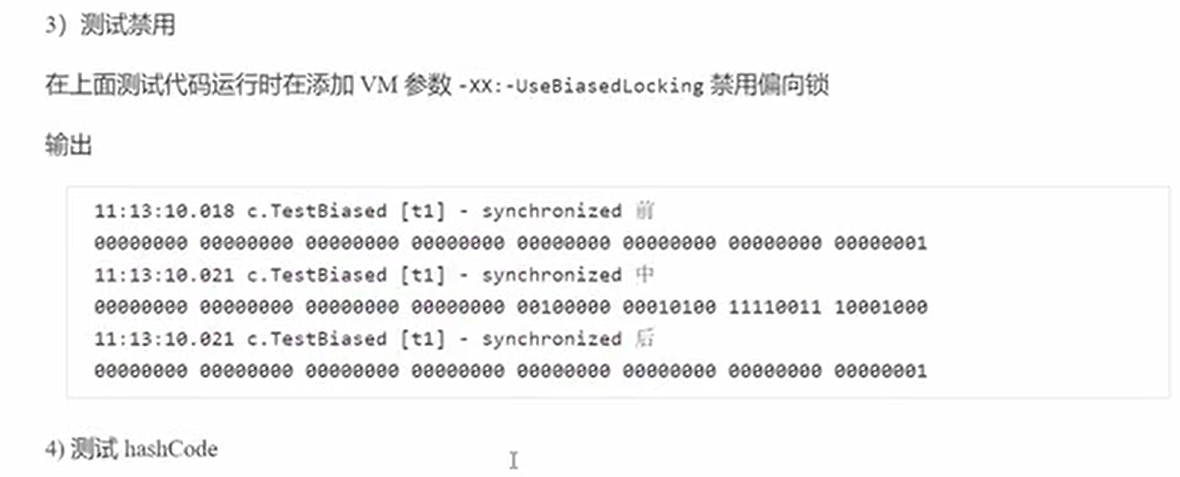 3）测试禁用
在上面测试代码运行时在添加 VM 参数 -XX:-UseBiasedLocking 禁用偏向锁
输出
11:13:10.018 c.TestBiased [t1] - synchronized 前
00000000 00000000 00000000 00000000 00000000 00000000 00000000 00000001
11:13:10.021 c.TestBiased [t1] - synchronized 中
00000000 00000000 00000000 00000000 00100000 00010100 11110011 10001000
11:13:10.021 c.TestBiased [t1] - synchronized 后
00000000 00000000 00000000 00000000 00000000 00000000 00000000 00000001
4) 测试 hashCode